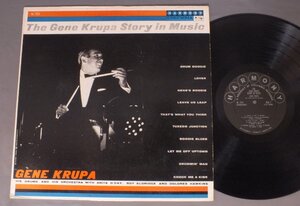 HARMONY
The Gene Krupa Story in Music
DRUM BOOGIE
LOVER
GENE'S BOOGIE
LEAVE US LEAP
THAT'S WHAT YOU THINK
TUXEDO JUNCTION
BOOGIE BLUES
LET ME OFF UPTOWN
DRUMMIN' MAN
KNOCK ME A KISS
GENE KRUPA
HIS DRUMS AND HIS ORCHESTRA WITH ANITA O'DAY, ROY ELDRIDGE AND DOLORES HAWKINS
HARMONY